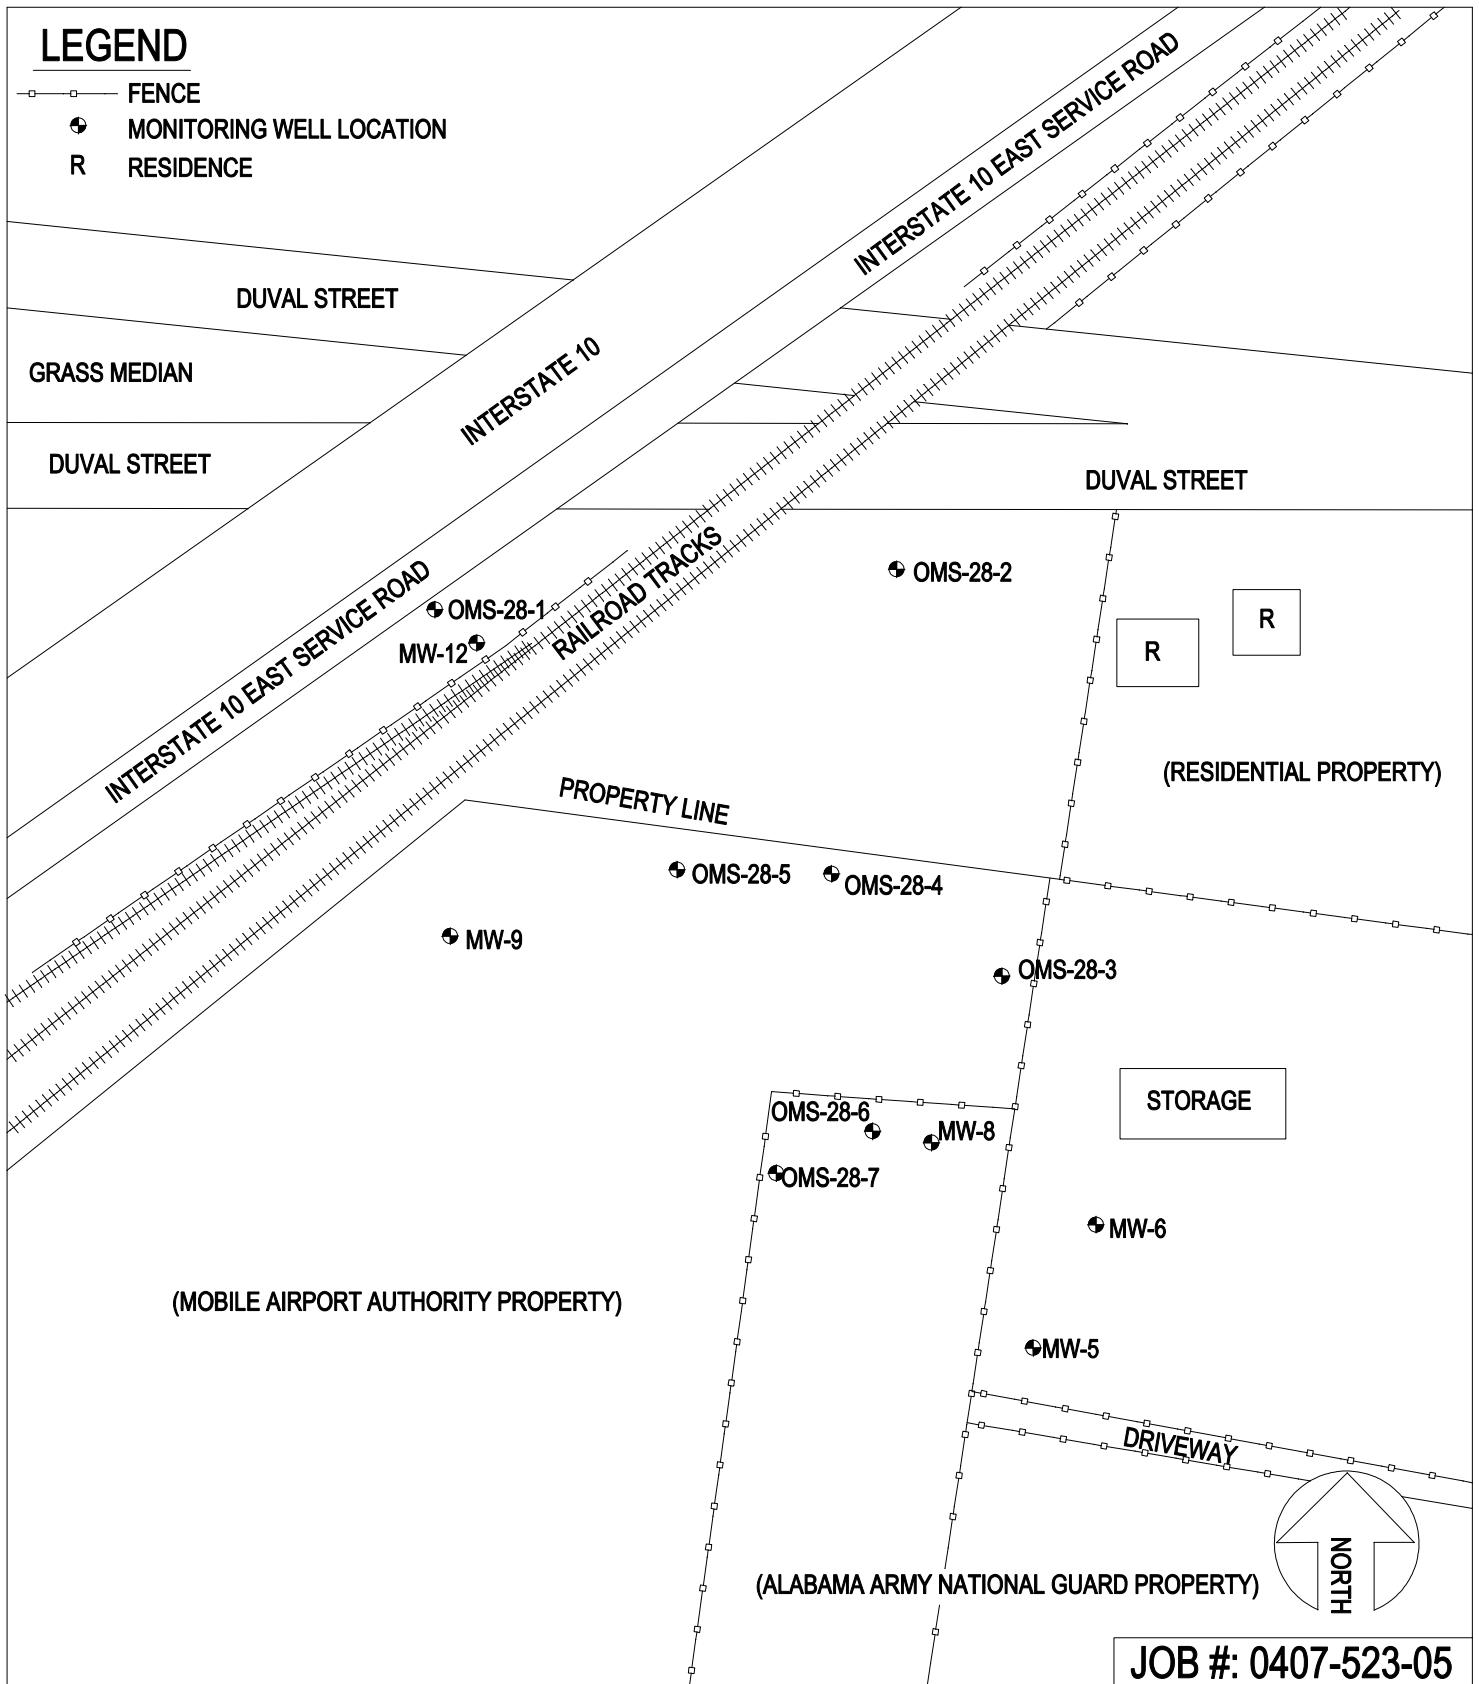 LEGEND
FENCE
MONITORING WELL LOCATION
R RESIDENCE
INTERSTATE 10 EAST SERVICE ROAD
DUVAL STREET
INTERSTATE 10
GRASS MEDIAN
DUVAL STREET
DUVAL STREET
RAILROAD TRACKS
OMS-28-2
INTERSTATE 10 EAST SERVICE ROAD
OMS-28-1
MW-12
R
R
(RESIDENTIAL PROPERTY)
PROPERTY LINE
OMS-28-5
OMS-28-4
MW-9
OMS-28-3
STORAGE
OMS-28-6
MW-8
OMS-28-7
MW-6
(MOBILE AIRPORT AUTHORITY PROPERTY)
MW-5
DRIVEWAY
NORTH
(ALABAMA ARMY NATIONAL GUARD PROPERTY)
JOB #: 0407-523-05